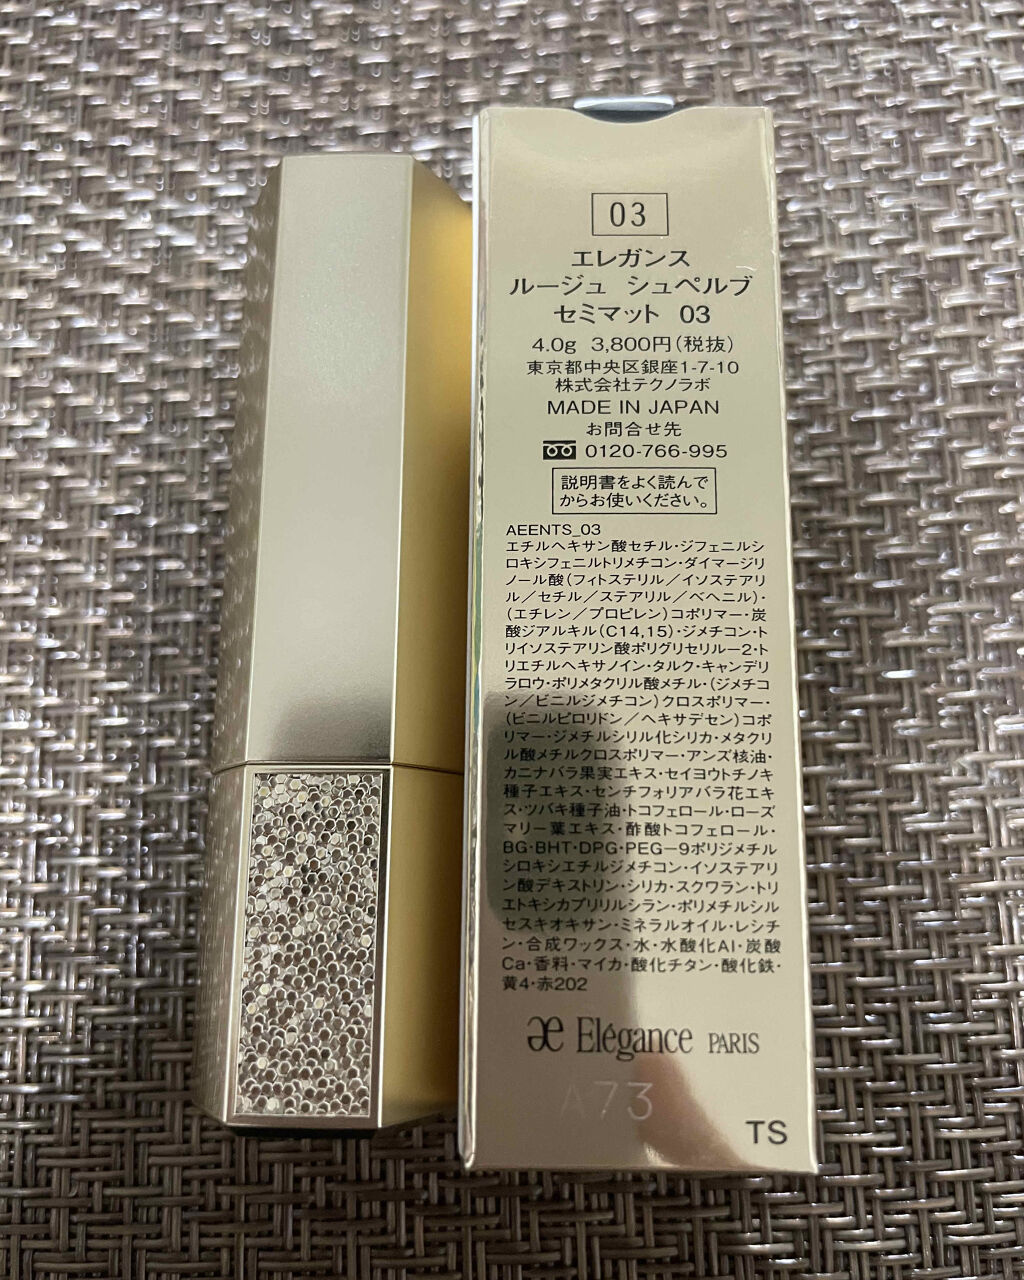 03
エレガンス
ルージュ シュペルブ
セミマット 03
4.0g 3,800円(税抜)
東京都中央区銀座1-7-10
株式会社テクノラボ
MADE IN JAPAN
お問合せ先
0120-766-995
説明書をよく読んで
からお使いください。
AEENTS_03
エチルヘキサン酸セチル・ジフェニルシ
ロキシフェニルトリメチコン・ダイマージリ
ノール酸(フィトステリル/イソステアリ
ル/セチル/ステアリル/ベヘニル)・
(エチレン/プロピレン)コポリマー・炭
酸ジアルキル(C14,15)・ジメチコン・ト
リイソステアリン酸ポリグリセリル-2・ト
リエチルヘキサノイン・タルク・キャンデリ
ラロウ・ポリメタクリル酸メチル・(ジメチコ
ン/ビニルジメチコン)クロスポリマー・
(ビニルピロリドン/ヘキサデセン)コポ
リマー・ジメチルシリル化シリカ・メタクリ
ル酸メチルクロスポリマー・アンズ核油・
カニナバラ果実エキス・セイヨウトチノキ
種子エキス・センチフォリアバラ花エキ
ス・ツバキ種子油・トコフェロール・ローズ
マリー葉エキス・酢酸トコフェロール・
BG・BHT・DPG・PEG-9ポリジメチル
シロキシエチルジメチコン・イソステアリ
ン酸デキストリン・シリカ・スクワラン・トリ
エトキシカプリリルシラン・ポリメチルシル
セスキオキサン・ミネラルオイル・レシチ
ン・合成ワックス・水・水酸化Al・炭酸
Ca・香料・マイカ・酸化チタン・酸化鉄・
黄4・赤202
æ Elégance PARIS
A73
TS